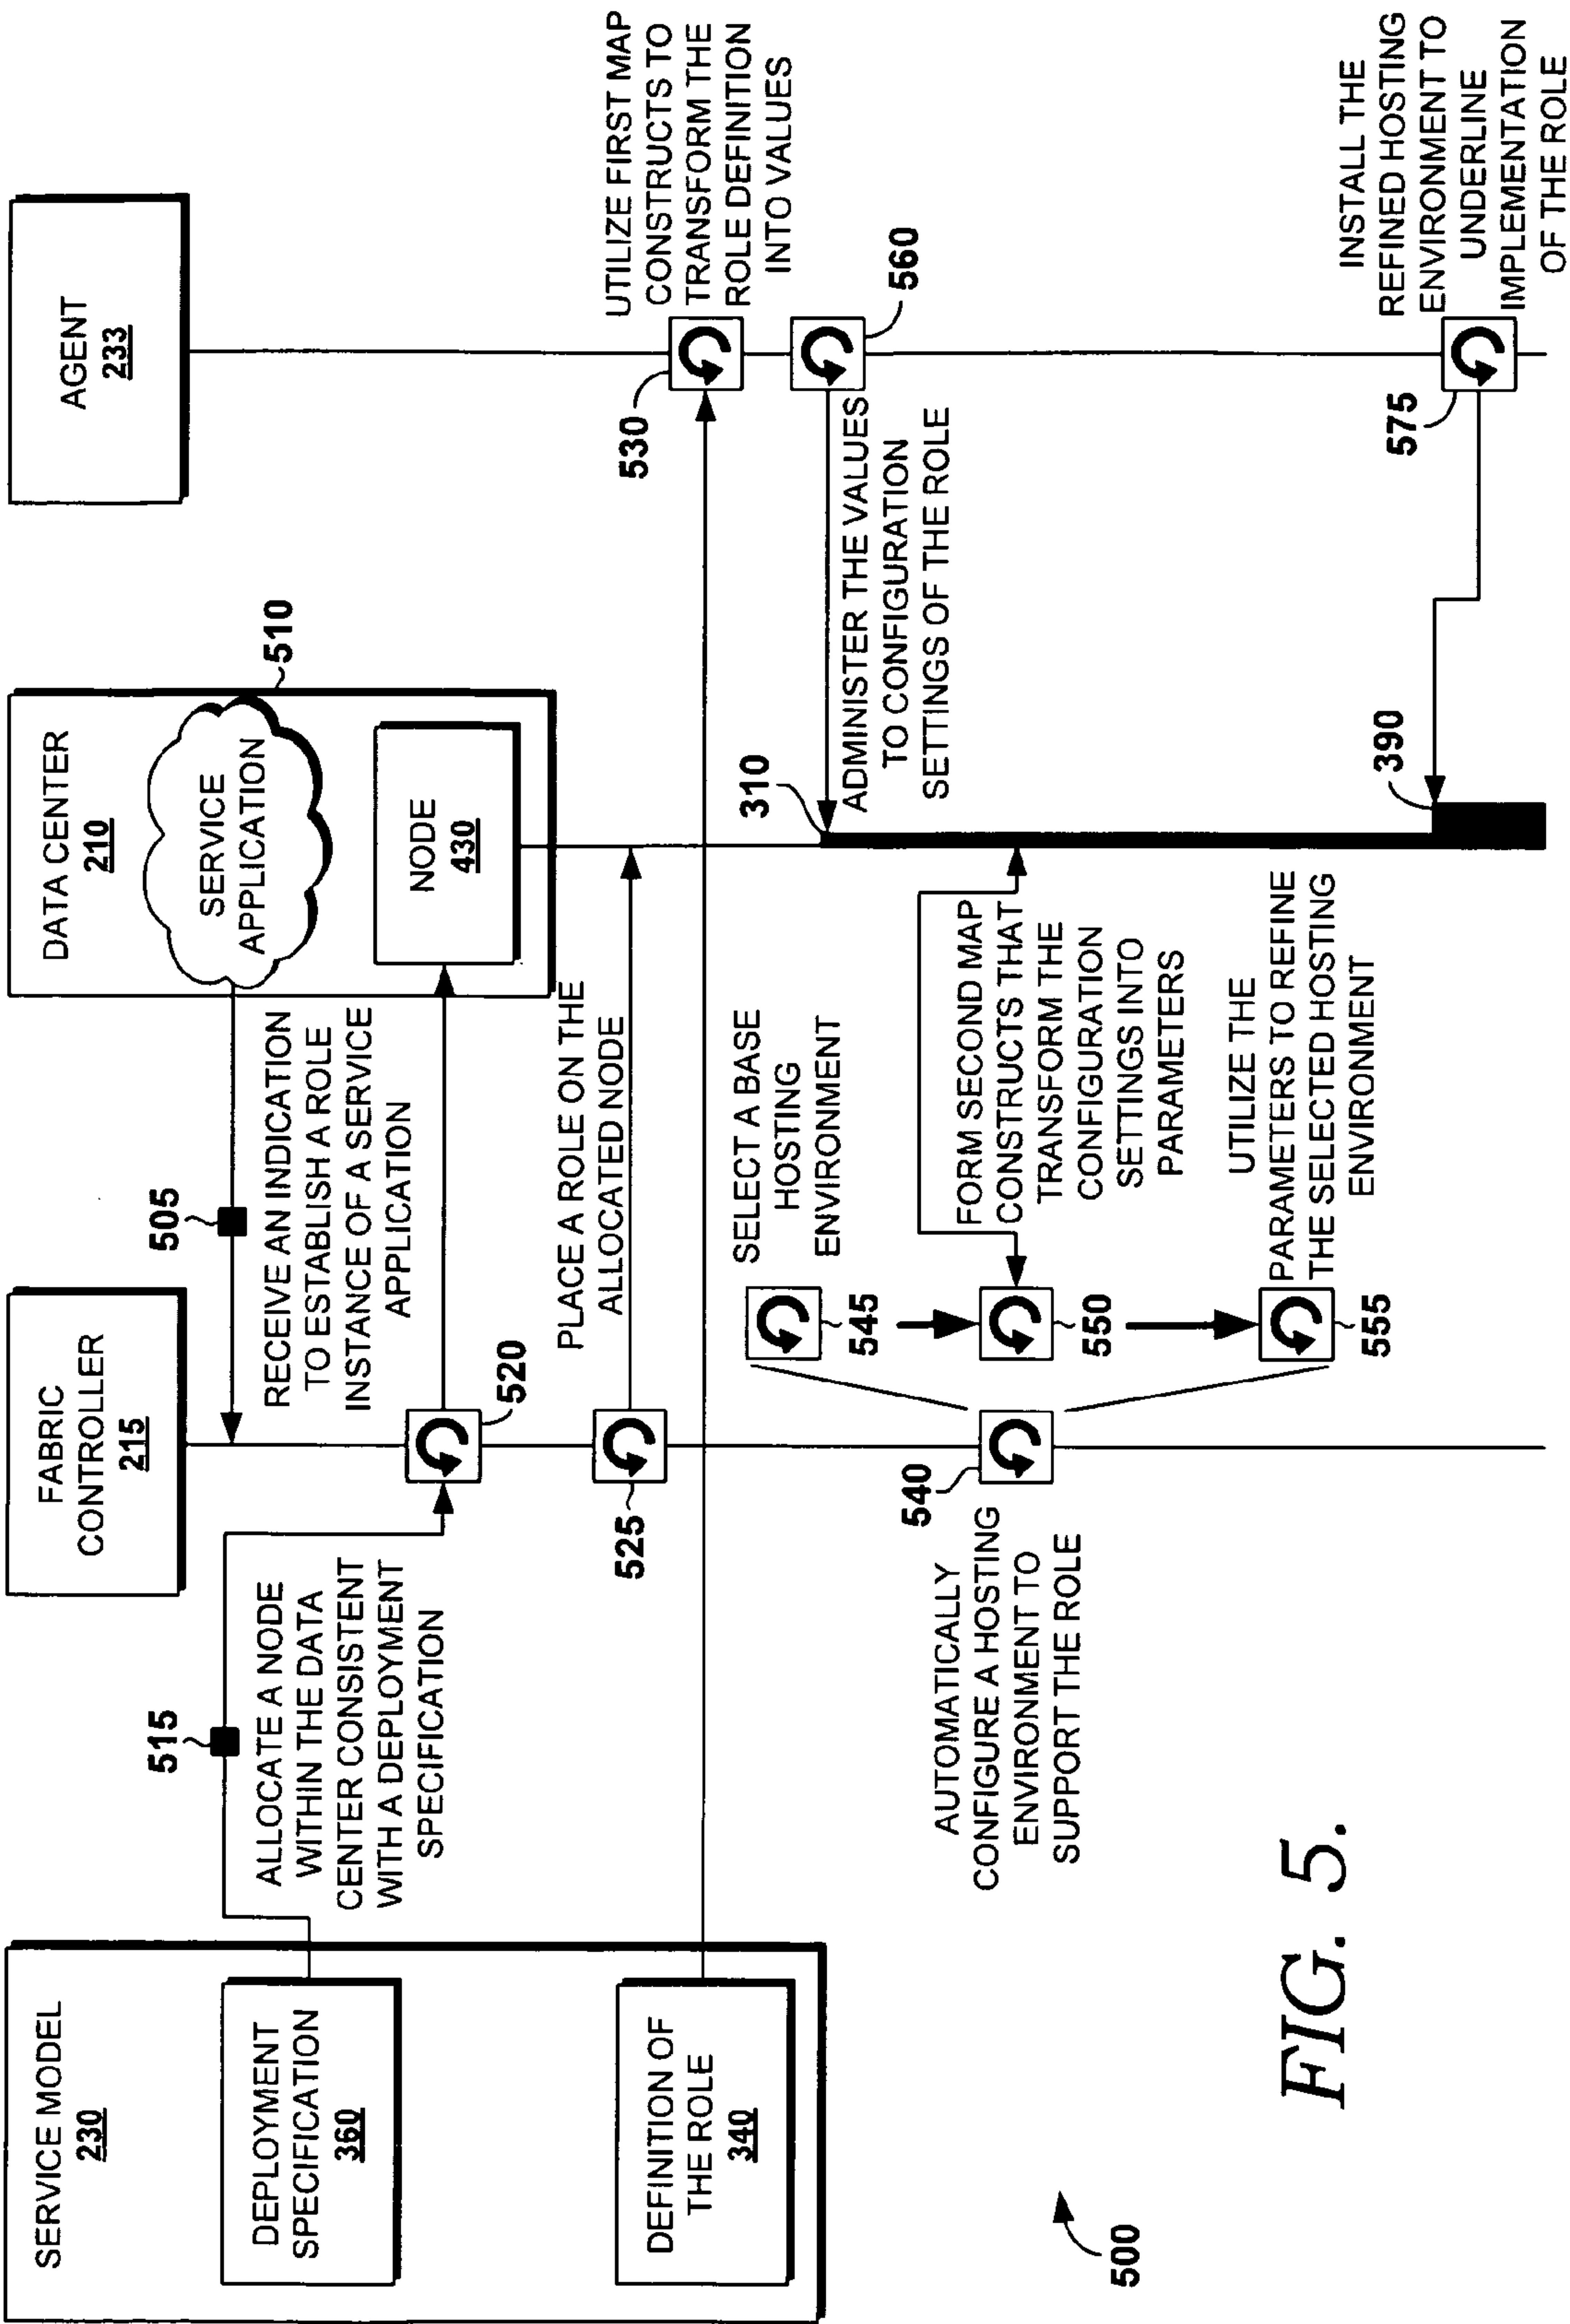 SERVICE MODEL
230
DEPLOYMENT
SPECIFICATION
360
DEFINITION OF
THE ROLE
340
FABRIC
CONTROLLER
215
DATA CENTER
210
SERVICE
APPLICATION
NODE
430
510
AGENT
233
515
ALLOCATE A NODE
WITHIN THE DATA
CENTER CONSISTENT
WITH A DEPLOYMENT
SPECIFICATION
505
RECEIVE AN INDICATION
TO ESTABLISH A ROLE
INSTANCE OF A SERVICE
APPLICATION
520
525
PLACE A ROLE ON THE
ALLOCATED NODE
530
UTILIZE FIRST MAP
CONSTRUCTS TO
TRANSFORM THE
ROLE DEFINITION
INTO VALUES
540
AUTOMATICALLY
CONFIGURE A HOSTING
ENVIRONMENT TO
SUPPORT THE ROLE
SELECT A BASE
HOSTING
ENVIRONMENT
545
550
555
FORM SECOND MAP
CONSTRUCTS THAT
TRANSFORM THE
CONFIGURATION
SETTINGS INTO
PARAMETERS
UTILIZE THE
PARAMETERS TO REFINE
THE SELECTED HOSTING
ENVIRONMENT
310
560
ADMINISTER THE VALUES
TO CONFIGURATION
SETTINGS OF THE ROLE
390
575
INSTALL THE
REFINED HOSTING
ENVIRONMENT TO
UNDERLINE
IMPLEMENTATION
OF THE ROLE
500
FIG. 5.